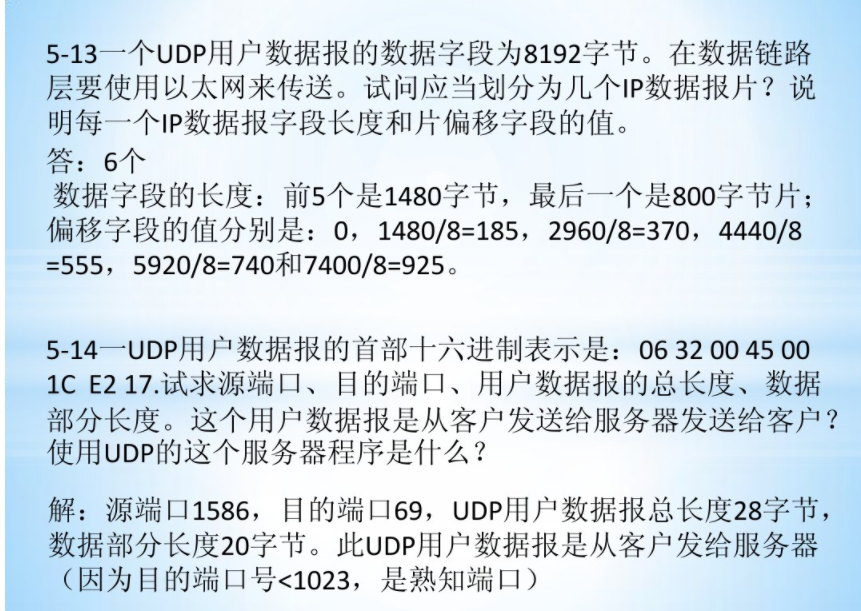 5-13一个UDP用户数据报的数据字段为8192字节。在数据链路
层要使用以太网来传送。试问应当划分为几个IP数据报片？说
明每一个IP数据报字段长度和片偏移字段的值。
答：6个
数据字段的长度：前5个是1480字节，最后一个是800字节片；
偏移字段的值分别是：0，1480/8=185，2960/8=370，4440/8
=555，5920/8=740和7400/8=925。
5-14一UDP用户数据报的首部十六进制表示是：06 32 00 45 00
1C E2 17.试求源端口、目的端口、用户数据报的总长度、数据
部分长度。这个用户数据报是从客户发送给服务器发送给客户？
使用UDP的这个服务器程序是什么？
解：源端口1586，目的端口69，UDP用户数据报总长度28字节，
数据部分长度20字节。此UDP用户数据报是从客户发给服务器
（因为目的端口号<1023，是熟知端口）